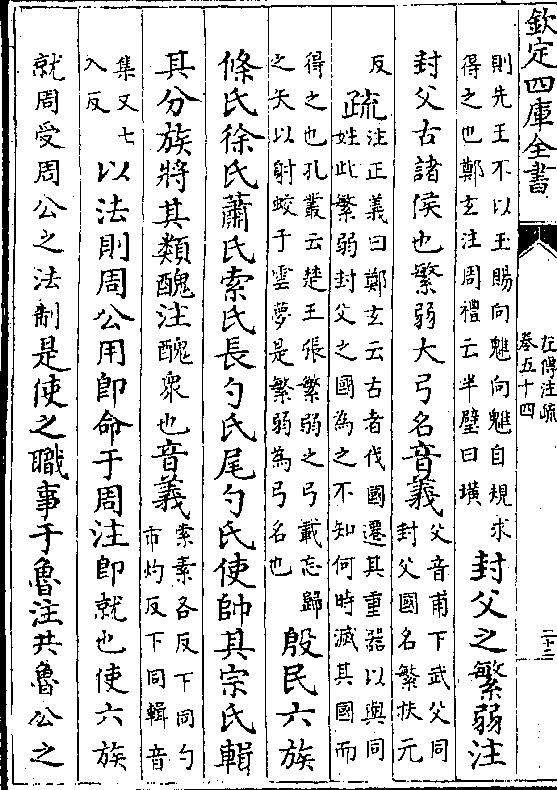 欽定四庫全書
左傳注疏
卷五十四
二十三
則先王不以玉賜向魋向魋自規求
得之也鄭玄注周禮云半璧曰璜
封父之繁弱注
封父古諸侯也繁弱大弓名音義
父音甫下武父同
封父國名繁扶元
反
疏
注正義曰鄭玄云古者伐國遷其重器以與同
姓此繁弱封父之國為之不知何時滅其國而
得之也孔叢云楚王張繁弱之弓載忘歸
之矢以射蛟于雲夢是繁弱為弓名也
殷民六族
條氏徐氏蕭氏索氏長勺氏尾勺氏使帥其宗氏輯
其分族將其類醜注醜衆也音義
索素各反下同勺
市灼反下同輯音
集又七
入反
以法則周公用即命于周注即就也使六族
就周受周公之法制是使之職事于魯注共魯公之